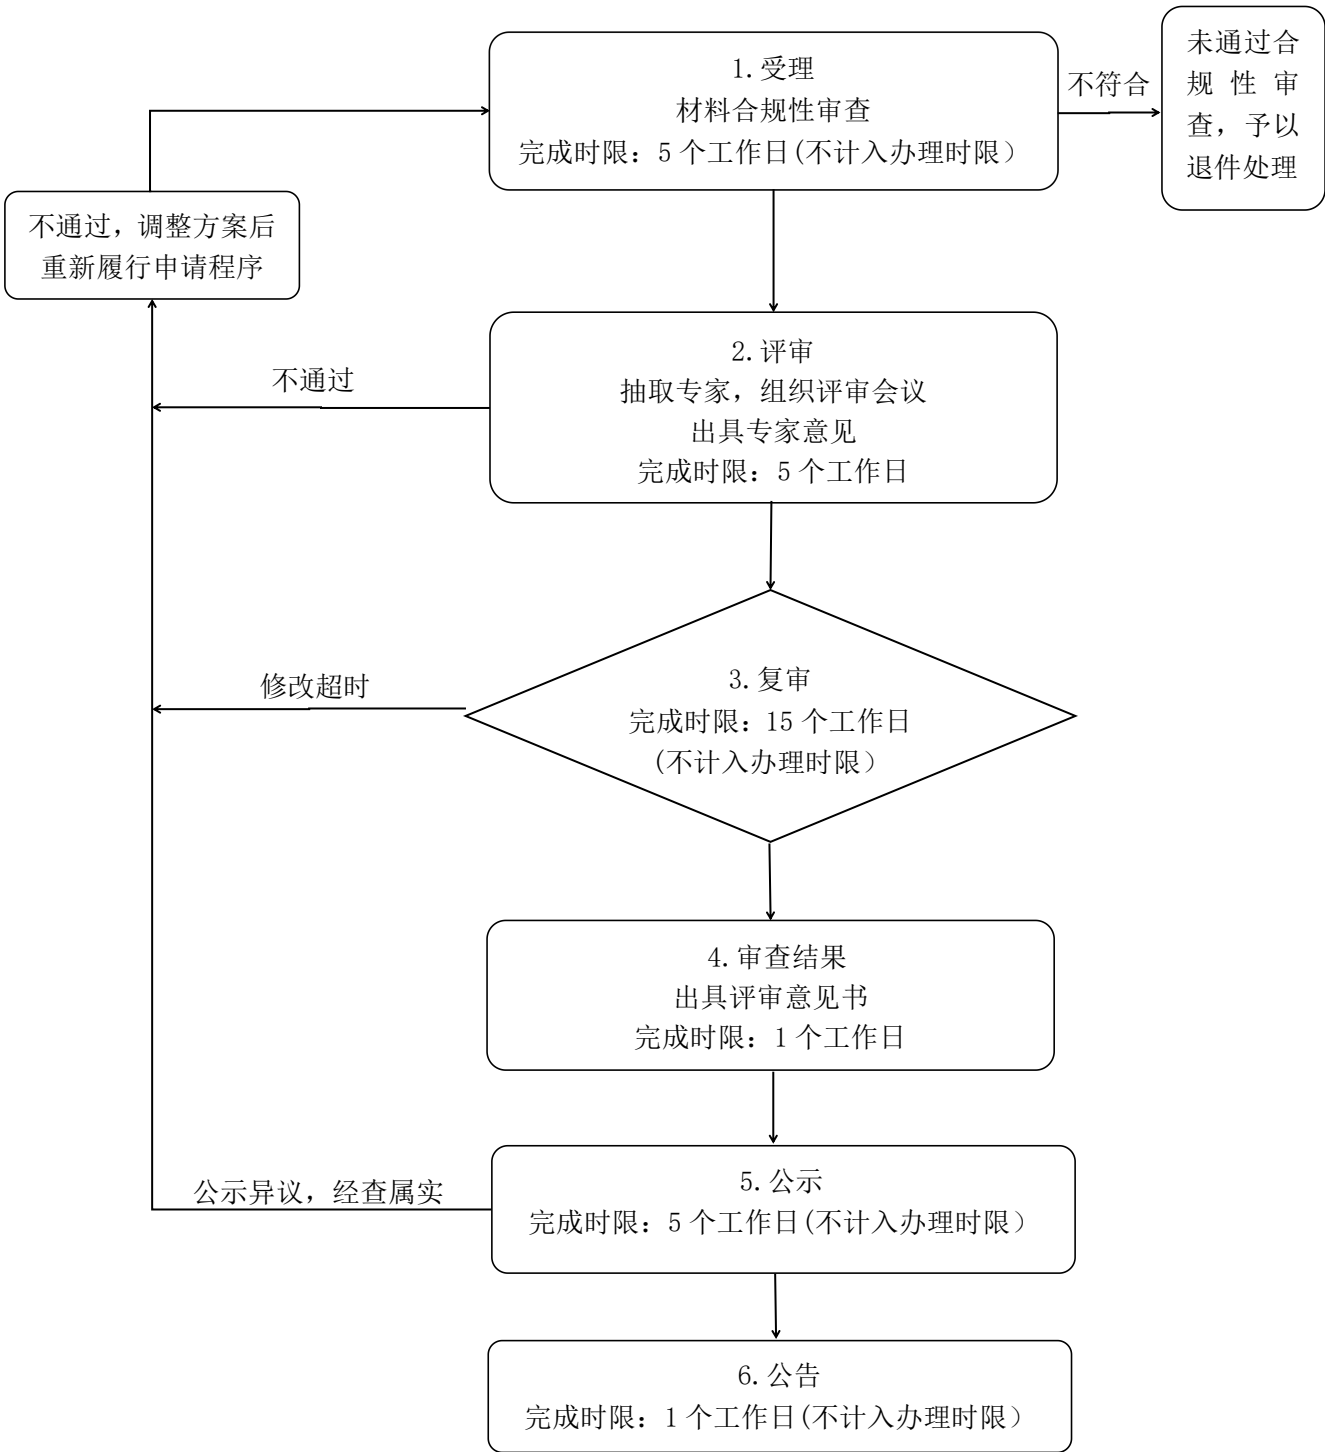 1.受理
材料合规性审查
完成时限：5个工作日(不计入办理时限）
不符合
未通过合
规性审
查，予以
退件处理
不通过，调整方案后
重新履行申请程序
2.评审
抽取专家，组织评审会议
出具专家意见
完成时限：5个工作日
不通过
3.复审
完成时限：15个工作日
(不计入办理时限）
修改超时
4.审查结果
出具评审意见书
完成时限：1个工作日
5.公示
完成时限：5个工作日(不计入办理时限）
公示异议，经查属实
6.公告
完成时限：1个工作日(不计入办理时限）